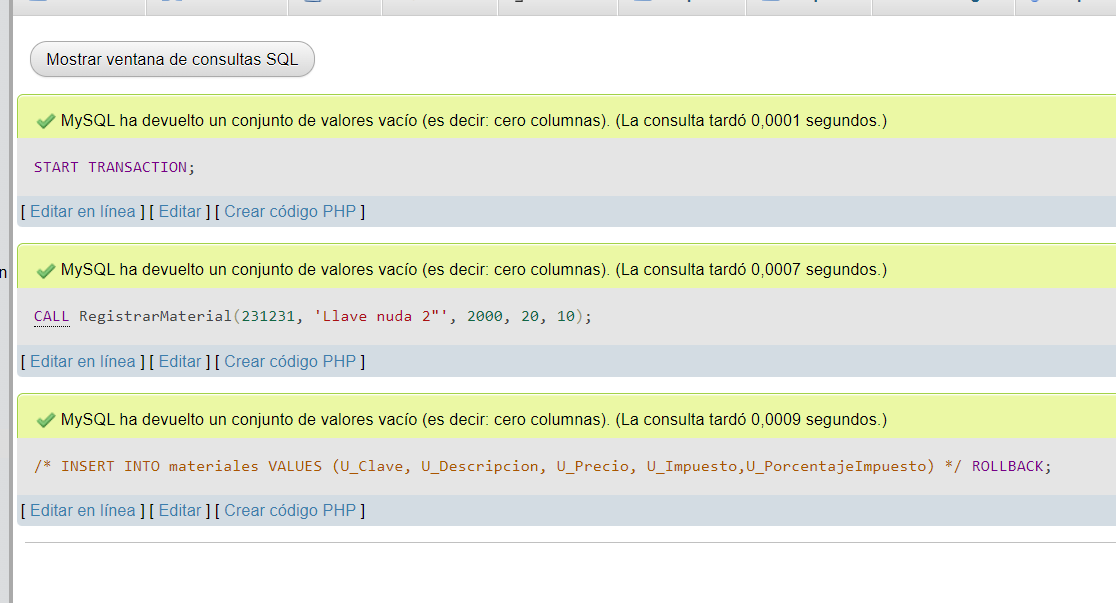 Mostrar ventana de consultas SQL
MySQL ha devuelto un conjunto de valores vacío (es decir: cero columnas). (La consulta tardó 0,0001 segundos.)
START TRANSACTION;
[ Editar en línea ] [ Editar ] [ Crear código PHP ]
n
MySQL ha devuelto un conjunto de valores vacío (es decir: cero columnas). (La consulta tardó 0,0007 segundos.)
CALL RegistrarMaterial(231231, 'Llave nuda 2"', 2000, 20, 10);
[ Editar en línea ] [ Editar ] [ Crear código PHP ]
MySQL ha devuelto un conjunto de valores vacío (es decir: cero columnas). (La consulta tardó 0,0009 segundos.)
/* INSERT INTO materiales VALUES (U_Clave, U_Descripcion, U_Precio, U_Impuesto,U_PorcentajeImpuesto) */ ROLLBACK;
[ Editar en línea ] [ Editar ] [ Crear código PHP ]